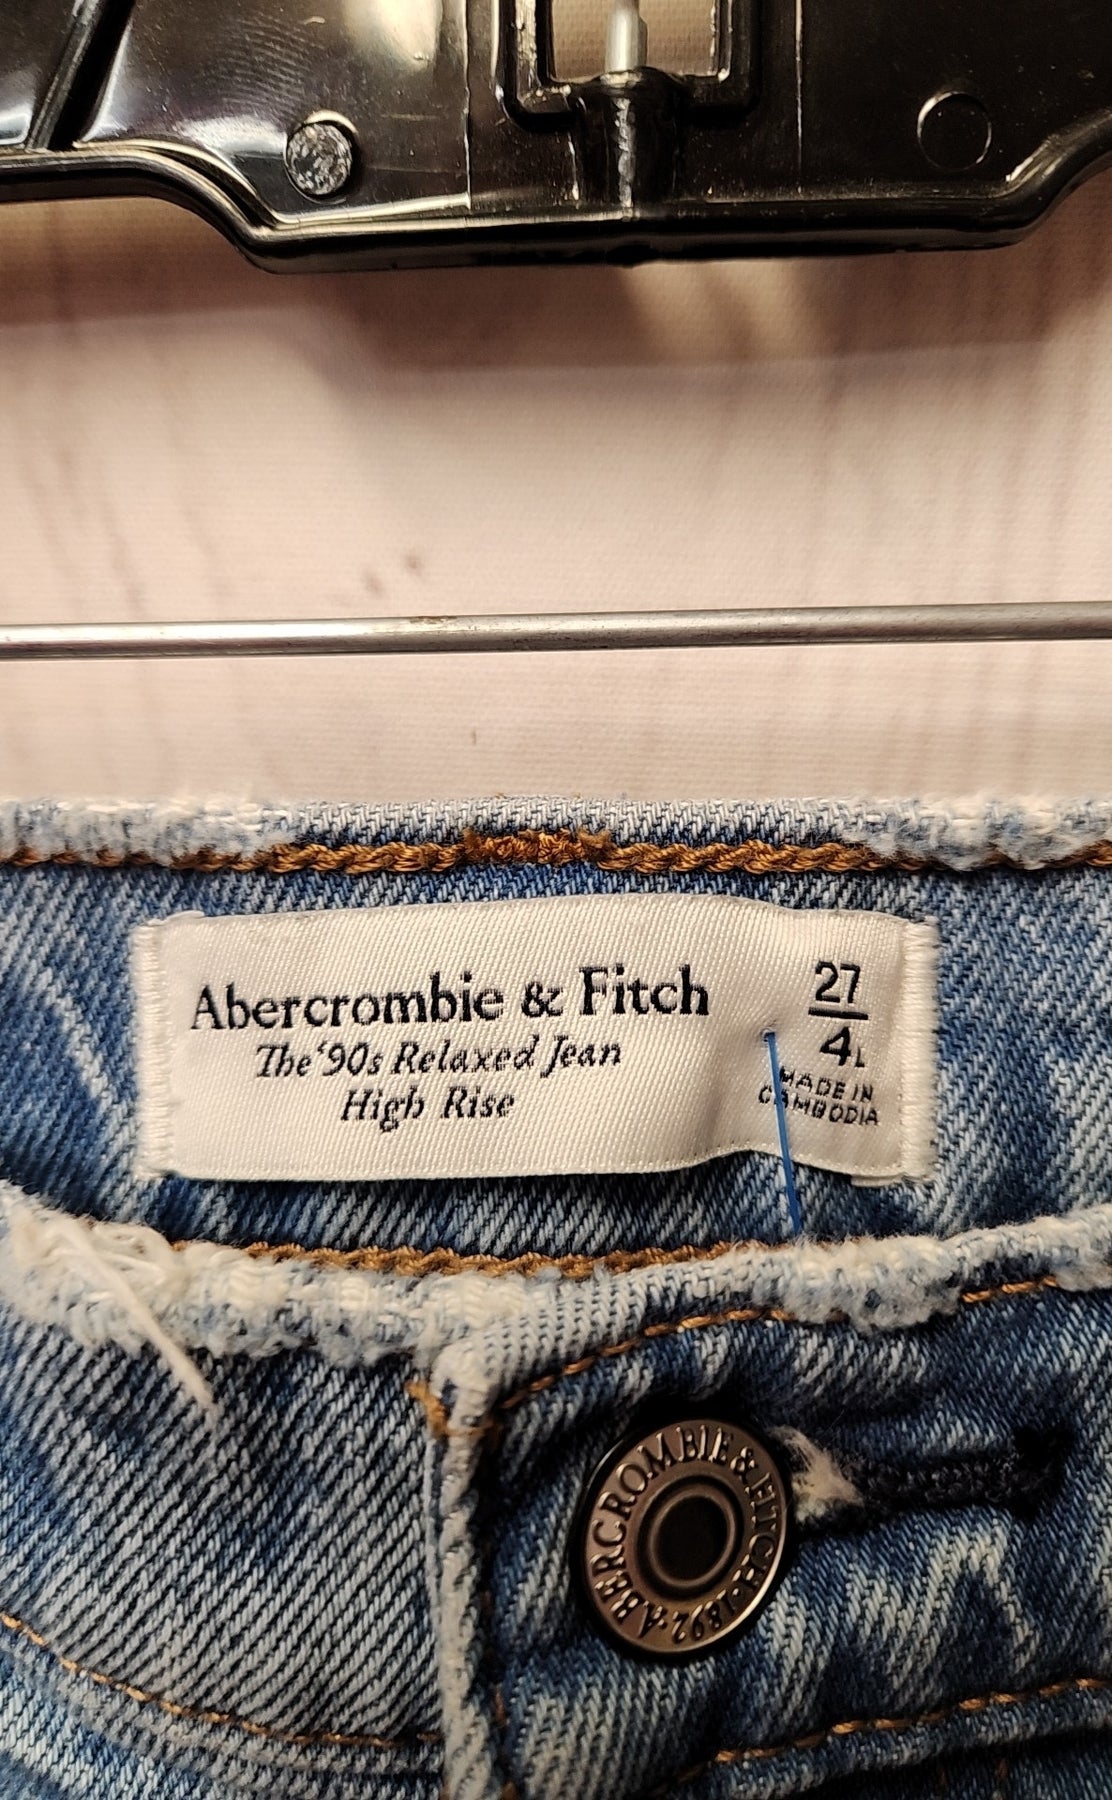 Abercrombie & Fitch
The '90s Relaxed Jean
High Rise
27
4L
MADE IN
CAMBODIA
ABERCROMBIE & FITCH · 1892 ·